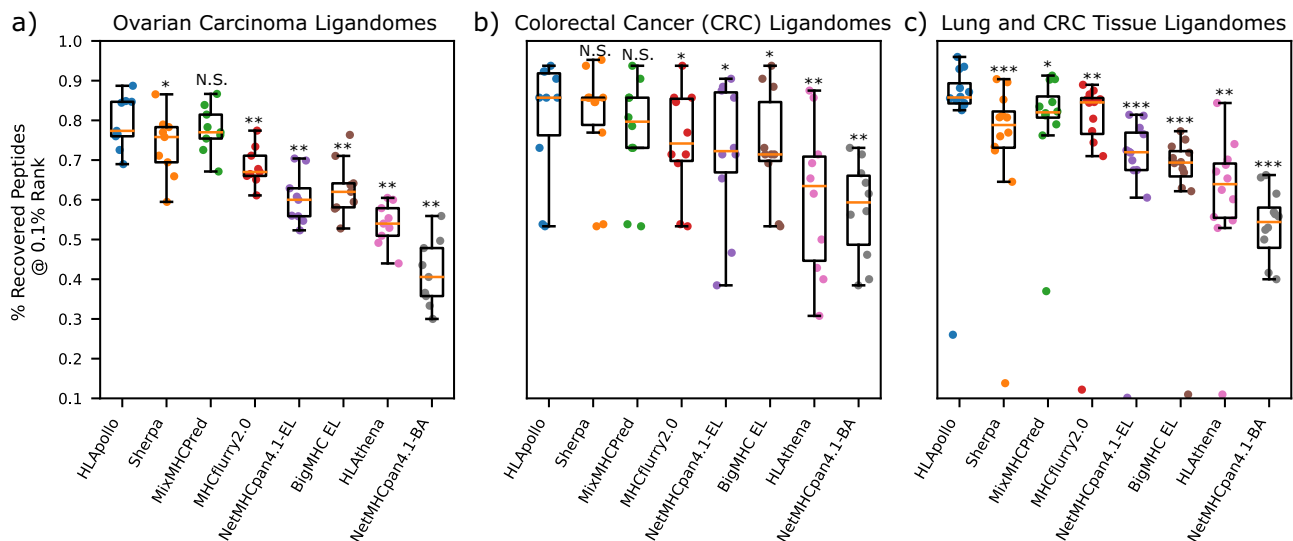 a) Ovarian Carcinoma Ligandomes
b) Colorectal Cancer (CRC) Ligandomes
c) Lung and CRC Tissue Ligandomes
% Recovered Peptides
@ 0.1% Rank
1.0
0.9
0.8
0.7
0.6
0.5
0.4
0.3
0.2
0.1
* N.S. ** ** ** ** **
N.S. N.S. * * * ** **
*** * ** *** *** ** ***
HLApollo
Sherpa
MixMHCPred
MHCflurry2.0
NetMHCpan4.1-EL
BigMHC EL
HLAthena
NetMHCpan4.1-BA
HLApollo
Sherpa
MixMHCPred
MHCflurry2.0
NetMHCpan4.1-EL
BigMHC EL
HLAthena
NetMHCpan4.1-BA
HLApollo
Sherpa
MixMHCPred
MHCflurry2.0
NetMHCpan4.1-EL
BigMHC EL
HLAthena
NetMHCpan4.1-BA